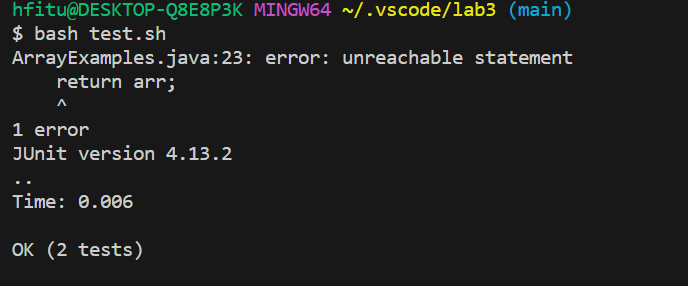 hfitu@DESKTOP-Q8E8P3K MINGW64 ~/.vscode/lab3 (main)
$ bash test.sh
ArrayExamples.java:23: error: unreachable statement
    return arr;
    ^
1 error
JUnit version 4.13.2
..
Time: 0.006

OK (2 tests)